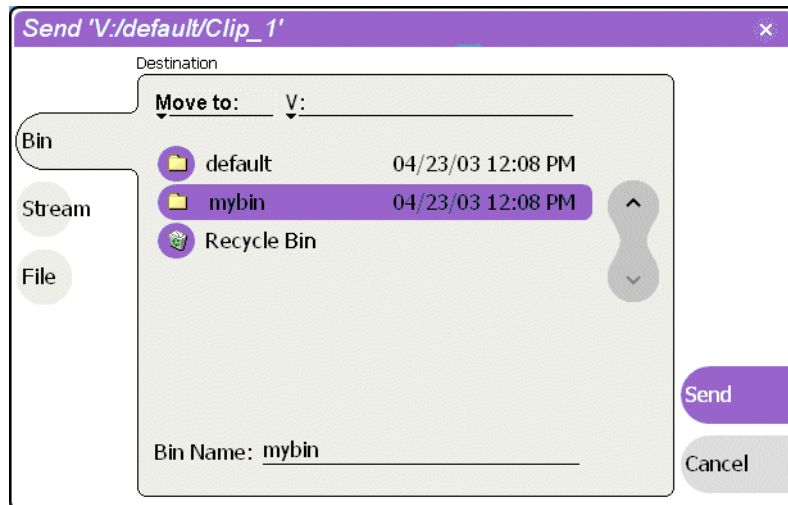 Send 'V:/default/Clip_1'
Destination
Move to: V:
Bin
default 04/23/03 12:08 PM
mybin 04/23/03 12:08 PM
Stream
Recycle Bin
File
Send
Bin Name: mybin
Cancel